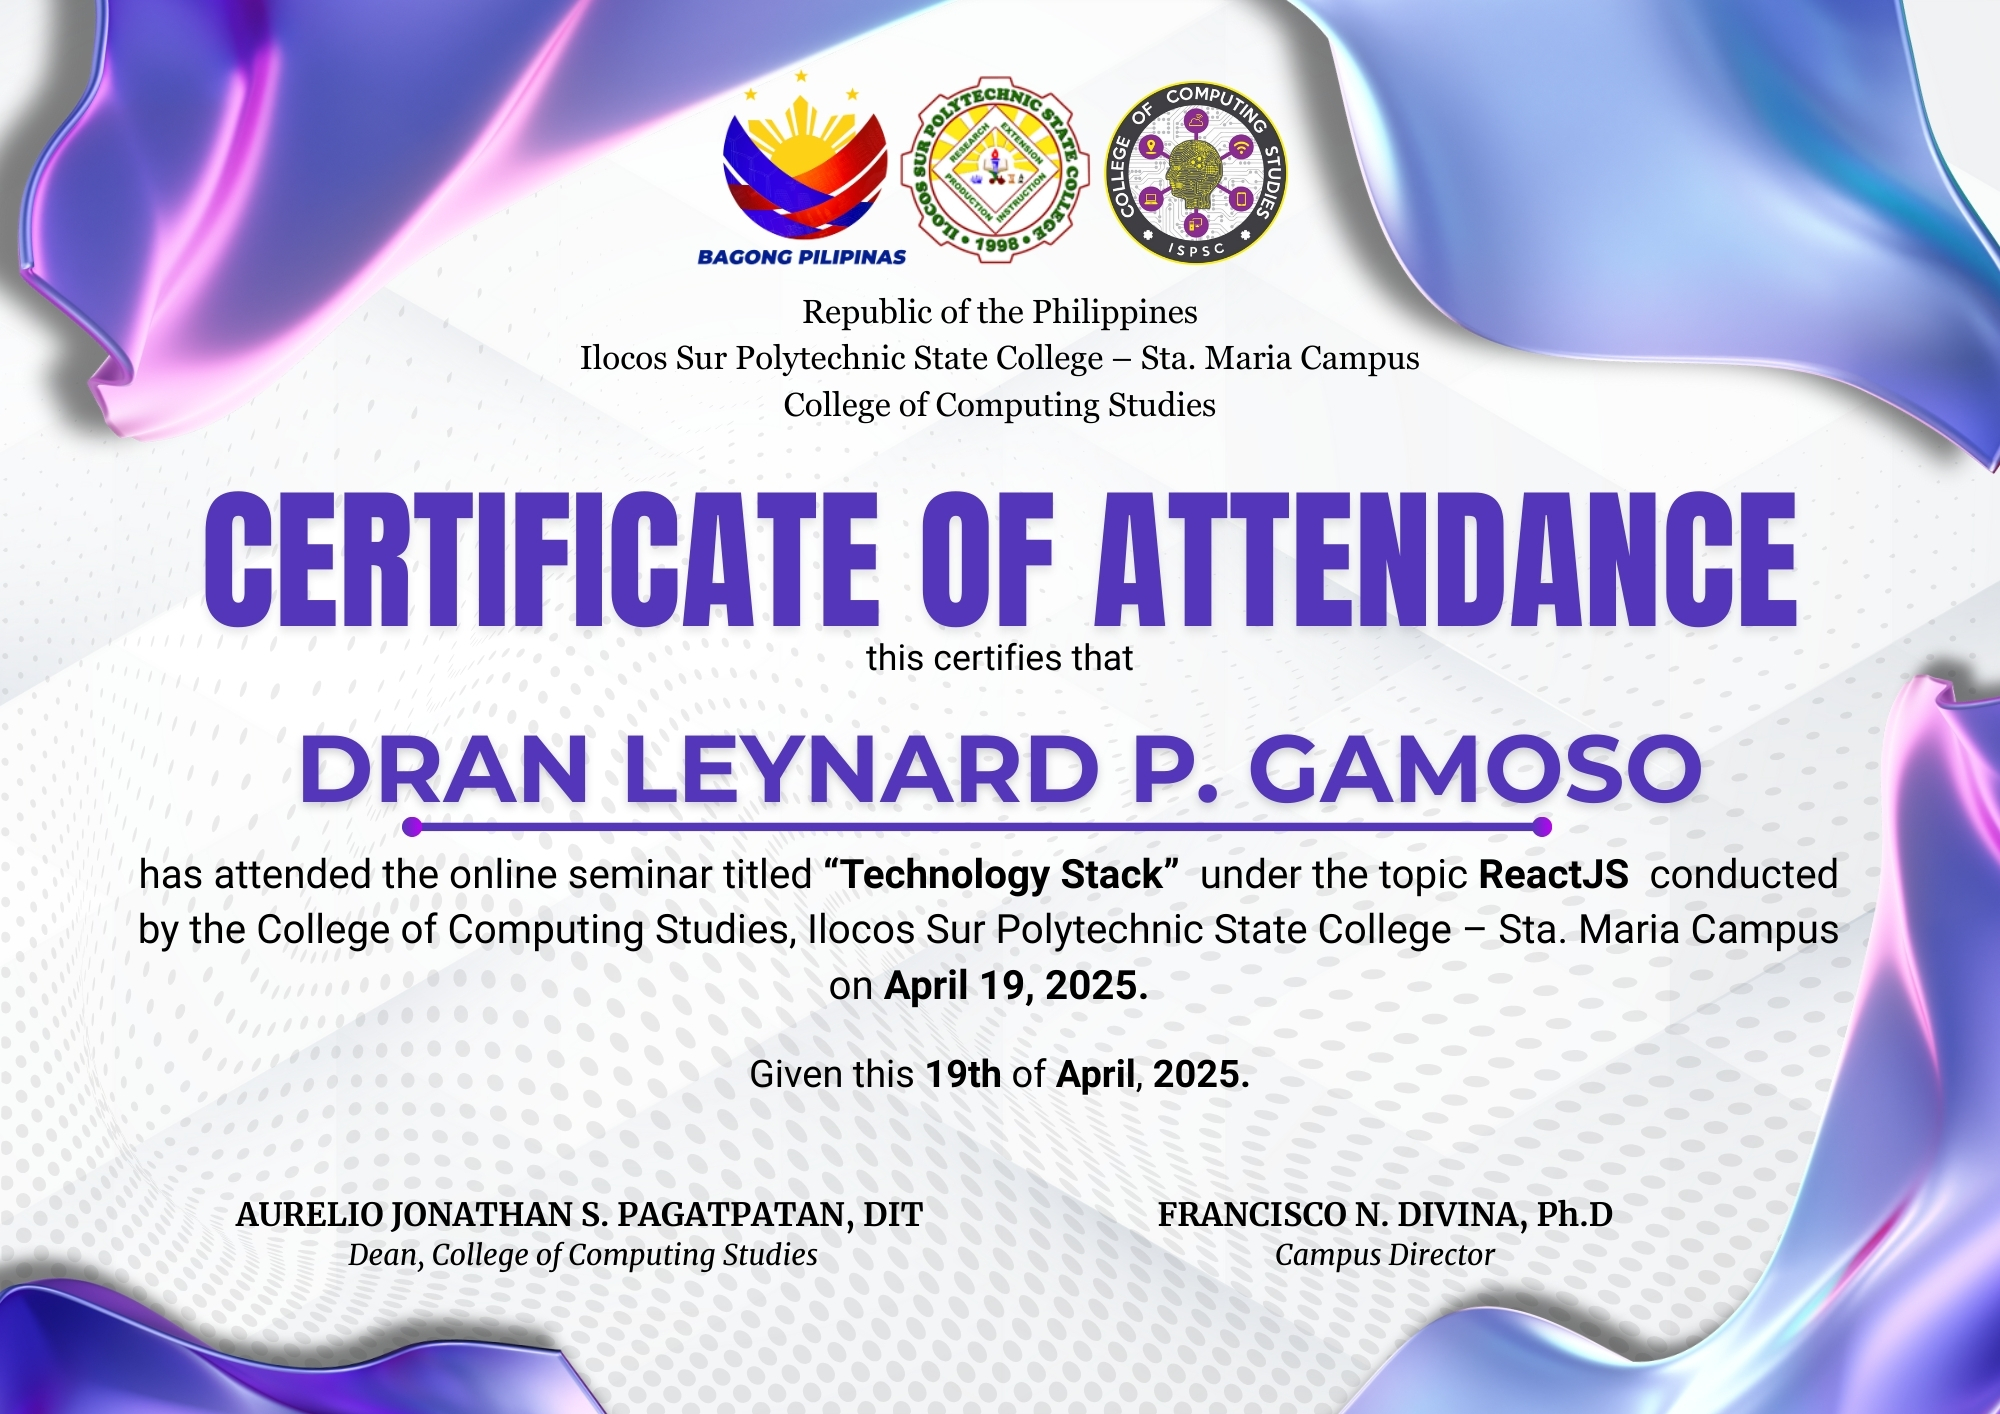 BAGONG PILIPINAS
ILOCOS SUR POLYTECHNIC STATE COLLEGE • 1998 •
RESEARCH
EXTENSION
PRODUCTION
INSTRUCTION
COLLEGE OF COMPUTING STUDIES
ISPSC
Republic of the Philippines
Ilocos Sur Polytechnic State College – Sta. Maria Campus
College of Computing Studies
CERTIFICATE OF ATTENDANCE
this certifies that
DRAN LEYNARD P. GAMOSO
has attended the online seminar titled “Technology Stack” under the topic ReactJS conducted
by the College of Computing Studies, Ilocos Sur Polytechnic State College – Sta. Maria Campus
on April 19, 2025.
Given this 19th of April, 2025.
AURELIO JONATHAN S. PAGATPATAN, DIT
Dean, College of Computing Studies
FRANCISCO N. DIVINA, Ph.D
Campus Director